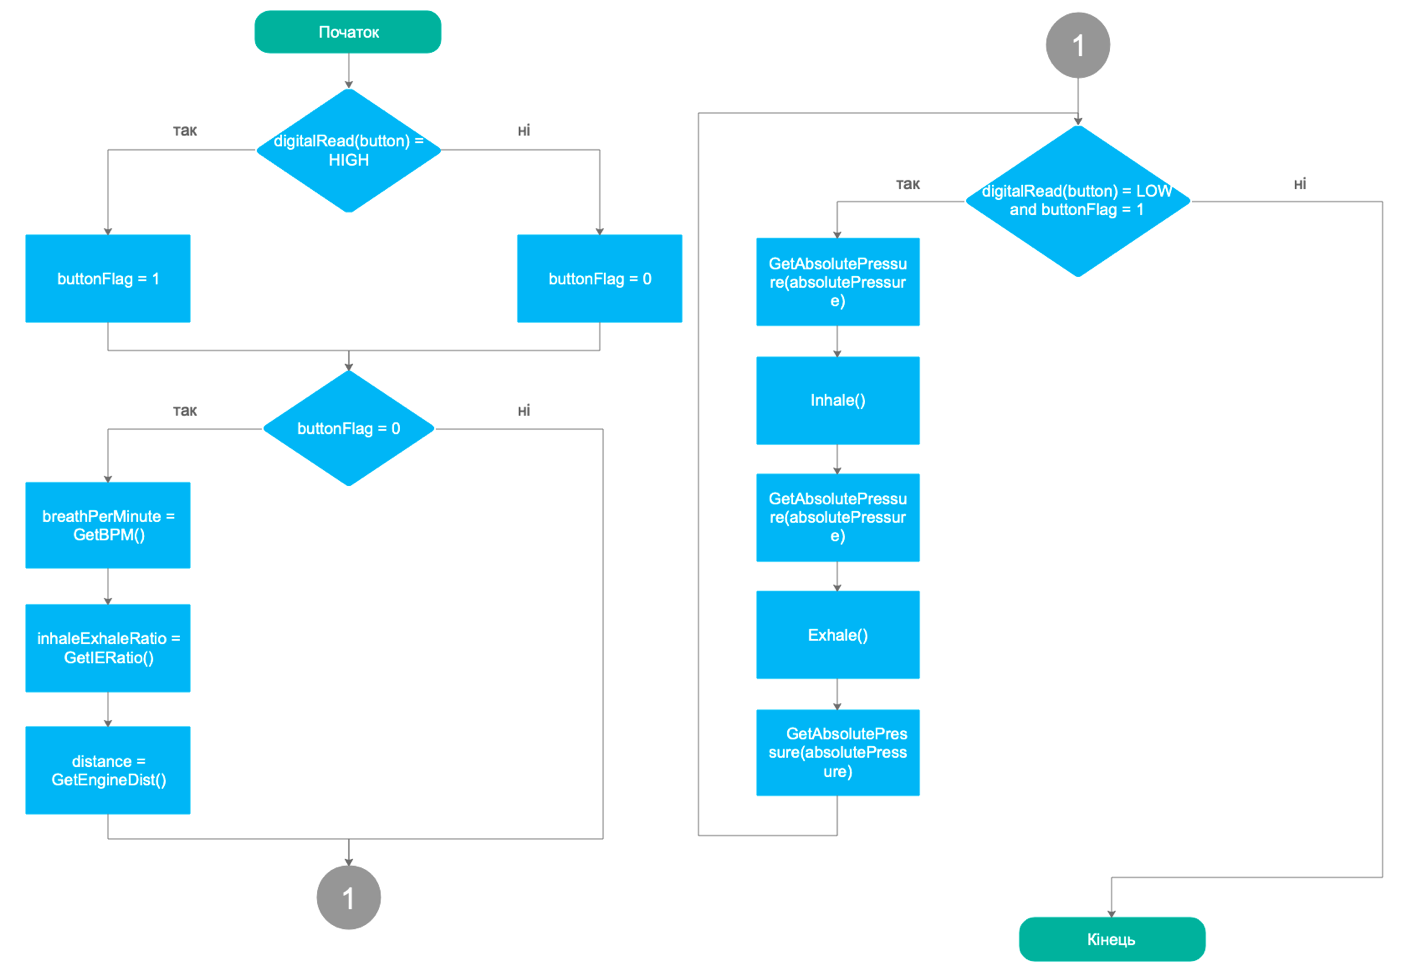 Початок
так
ні
digitalRead(button) =
HIGH
buttonFlag = 1
buttonFlag = 0
так
ні
buttonFlag = 0
breathPerMinute =
GetBPM()
inhaleExhaleRatio =
GetIERatio()
distance =
GetEngineDist()
1
1
так
ні
digitalRead(button) = LOW
and buttonFlag = 1
GetAbsolutePressu
re(absolutePressur
e)
Inhale()
GetAbsolutePressu
re(absolutePressur
e)
Exhale()
GetAbsolutePres
sure(absolutePress
ure)
Кінець